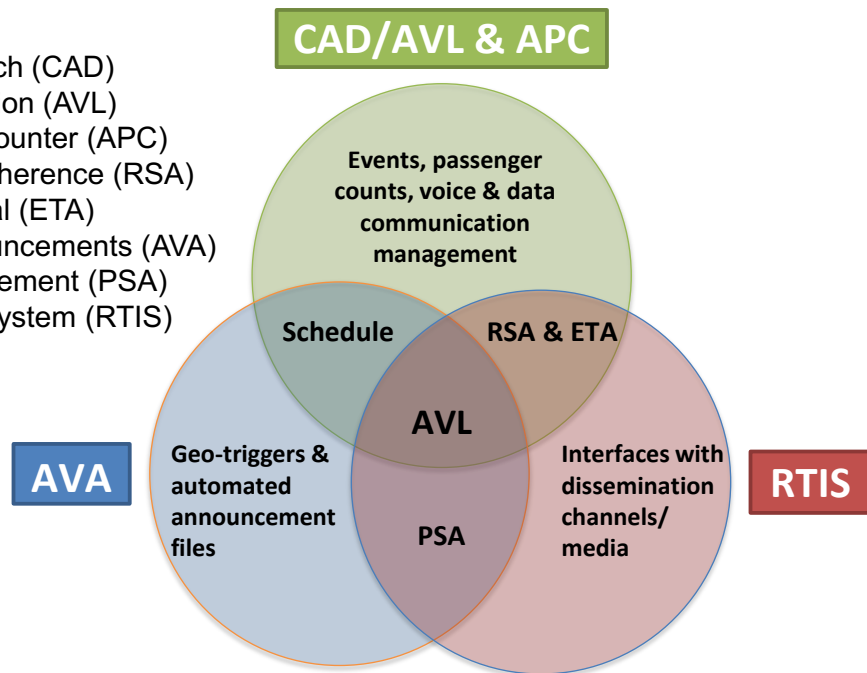 CAD/AVL & APC
ch (CAD)
on (AVL)
ounter (APC)
herence (RSA)
al (ETA)
uncements (AVA)
ement (PSA)
ystem (RTIS)
Events, passenger
counts, voice & data
communication
management
Schedule
RSA & ETA
AVL
AVA
Geo-triggers &
automated
announcement
files
PSA
Interfaces with
dissemination
channels/
media
RTIS